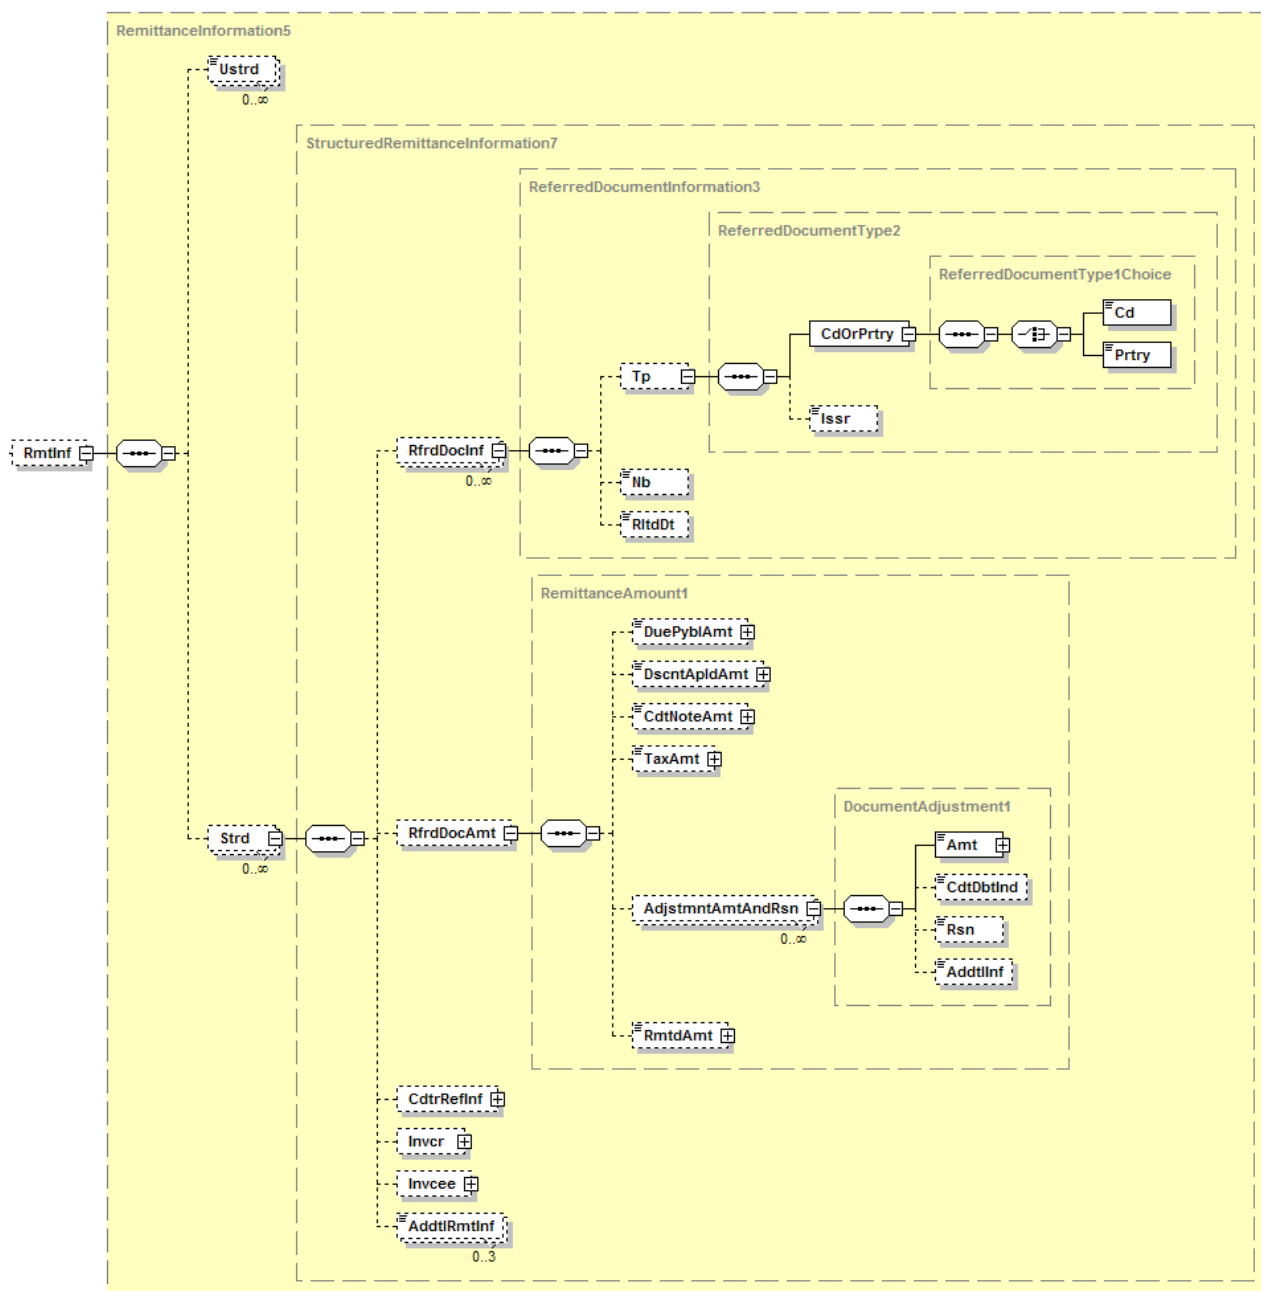 RemittanceInformation5
Ustrd
0..∞
StructuredRemittanceInformation7
ReferredDocumentInformation3
ReferredDocumentType2
ReferredDocumentType1Choice
Cd
CdOrPrtry
Prtry
Tp
Issr
RmtInf
RfrdDocInf
0..∞
Nb
RltdDt
RemittanceAmount1
DuePyblAmt
DscntApldAmt
CdtNoteAmt
TaxAmt
DocumentAdjustment1
Strd
0..∞
RfrdDocAmt
Amt
CdtDbtInd
AdjstmntAmtAndRsn
0..∞
Rsn
AddtlInf
RmtdAmt
CdtrRefInf
Invcr
Invcee
AddtlRmtInf
0..3